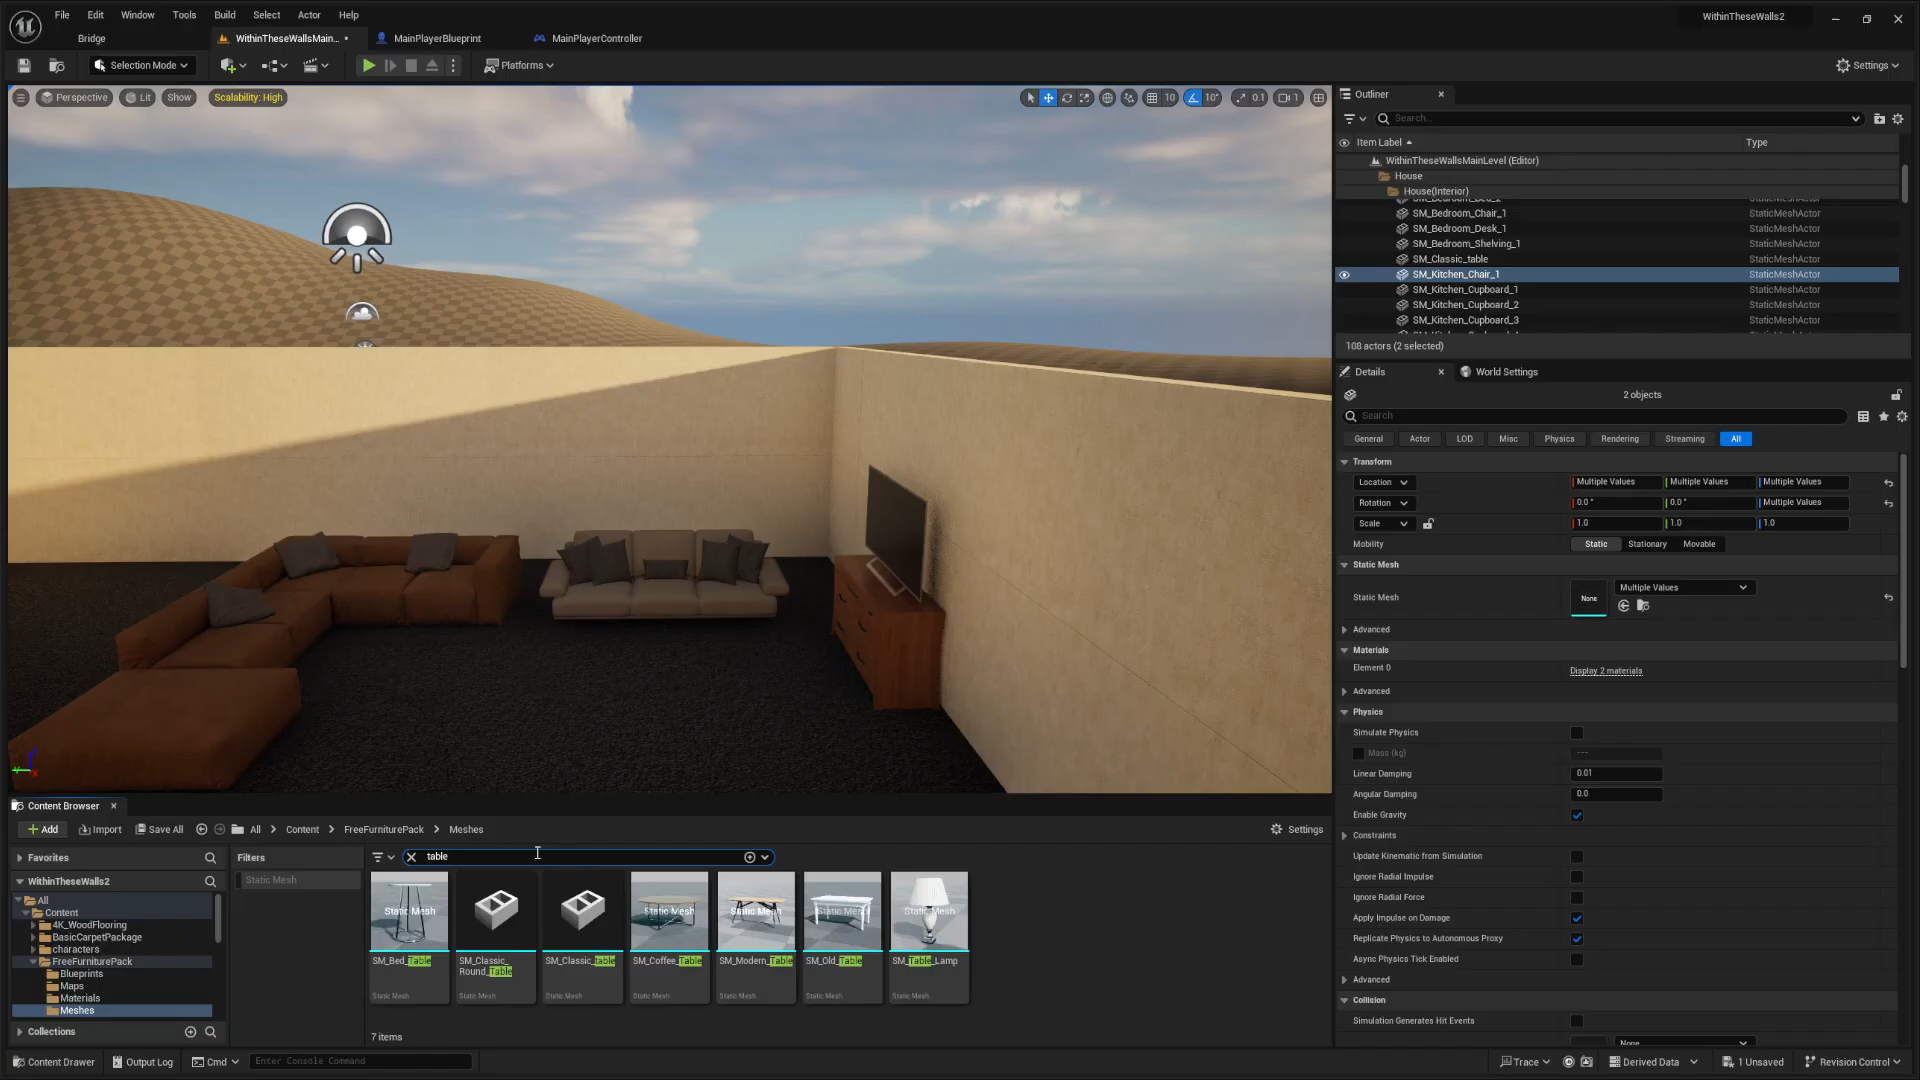 File Edit Window Tools Build Select Actor Help
WithinTheseWalls2
Bridge
WithinTheseWallsMain... •
MainPlayerBlueprint
MainPlayerController
Selection Mode
Platforms
Settings
Perspective
Lit
Show
Scalability: High
10
10°
0.1
1
Outliner
Search...
Item Label
Type
WithinTheseWallsMainLevel (Editor)
House
House(Interior)
SM_Bedroom_Bed_2 StaticMeshActor
SM_Bedroom_Chair_1 StaticMeshActor
SM_Bedroom_Desk_1 StaticMeshActor
SM_Bedroom_Shelving_1 StaticMeshActor
SM_Classic_table StaticMeshActor
SM_Kitchen_Chair_1 StaticMeshActor
SM_Kitchen_Cupboard_1 StaticMeshActor
SM_Kitchen_Cupboard_2 StaticMeshActor
SM_Kitchen_Cupboard_3 StaticMeshActor
108 actors (2 selected)
Details
World Settings
2 objects
Search
General Actor LOD Misc Physics Rendering Streaming All
Transform
Location Multiple Values Multiple Values Multiple Values
Rotation 0.0° 0.0° Multiple Values
Scale 1.0 1.0 1.0
Mobility Static Stationary Movable
Static Mesh
Static Mesh None Multiple Values
Advanced
Materials
Element 0 Display 2 materials
Advanced
Physics
Simulate Physics
Mass (kg) ---
Linear Damping 0.01
Angular Damping 0.0
Enable Gravity
Constraints
Update Kinematic from Simulation
Ignore Radial Impulse
Ignore Radial Force
Apply Impulse on Damage
Replicate Physics to Autonomous Proxy
Async Physics Tick Enabled
Advanced
Collision
Simulation Generates Hit Events
None
Content Browser
Add Import Save All All Content FreeFurniturePack Meshes Settings
Favorites
WithinTheseWalls2
All
Content
4K_WoodFlooring
BasicCarpetPackage
characters
FreeFurniturePack
Blueprints
Maps
Materials
Meshes
Collections
Filters
Static Mesh
table
Static Mesh
Static Mesh
Static Mesh
Static Mesh
Static Mesh
SM_Bed_Table
Static Mesh
SM_Classic_
Round_Table
Static Mesh
SM_Classic_table
Static Mesh
SM_Coffee_Table
Static Mesh
SM_Modern_Table
Static Mesh
SM_Old_Table
Static Mesh
SM_Table_Lamp
Static Mesh
7 items
Content Drawer Output Log Cmd Enter Console Command Trace Derived Data 1 Unsaved Revision Control